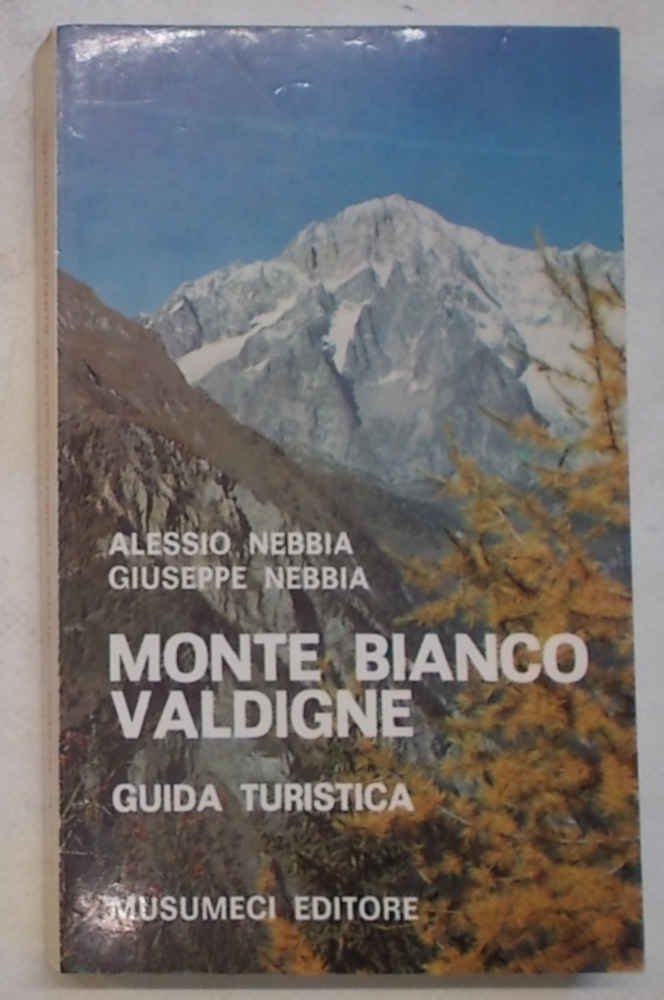 ALESSIO NEBBIA
GIUSEPPE NEBBIA
MONTE BIANCO
VALDIGNE
GUIDA TURISTICA
MUSUMECI EDITORE